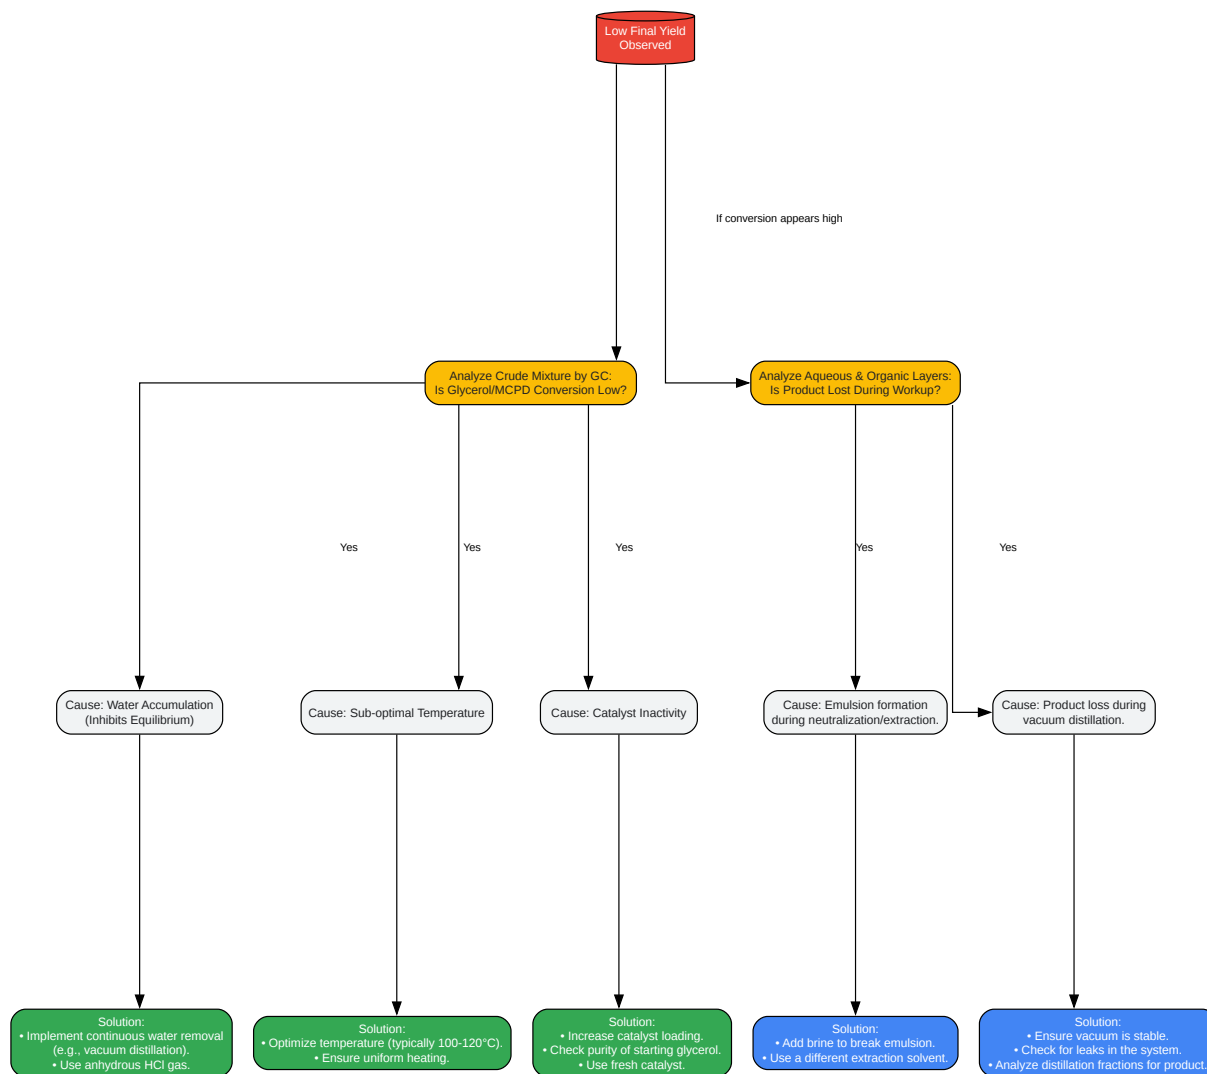 Low Final Yield
Observed
If conversion appears high
Analyze Crude Mixture by GC:
Is Glycerol/MCPD Conversion Low?
Analyze Aqueous & Organic Layers:
Is Product Lost During Workup?
Yes
Yes
Yes
Yes
Yes
Cause: Water Accumulation
(Inhibits Equilibrium)
Cause: Sub-optimal Temperature
Cause: Catalyst Inactivity
Cause: Emulsion formation
during neutralization/extraction.
Cause: Product loss during
vacuum distillation.
Solution:
• Implement continuous water removal
(e.g., vacuum distillation).
• Use anhydrous HCl gas.
Solution:
• Optimize temperature (typically 100-120°C).
• Ensure uniform heating.
Solution:
• Increase catalyst loading.
• Check purity of starting glycerol.
• Use fresh catalyst.
Solution:
• Add brine to break emulsion.
• Use a different extraction solvent.
Solution:
• Ensure vacuum is stable.
• Check for leaks in the system.
• Analyze distillation fractions for product.